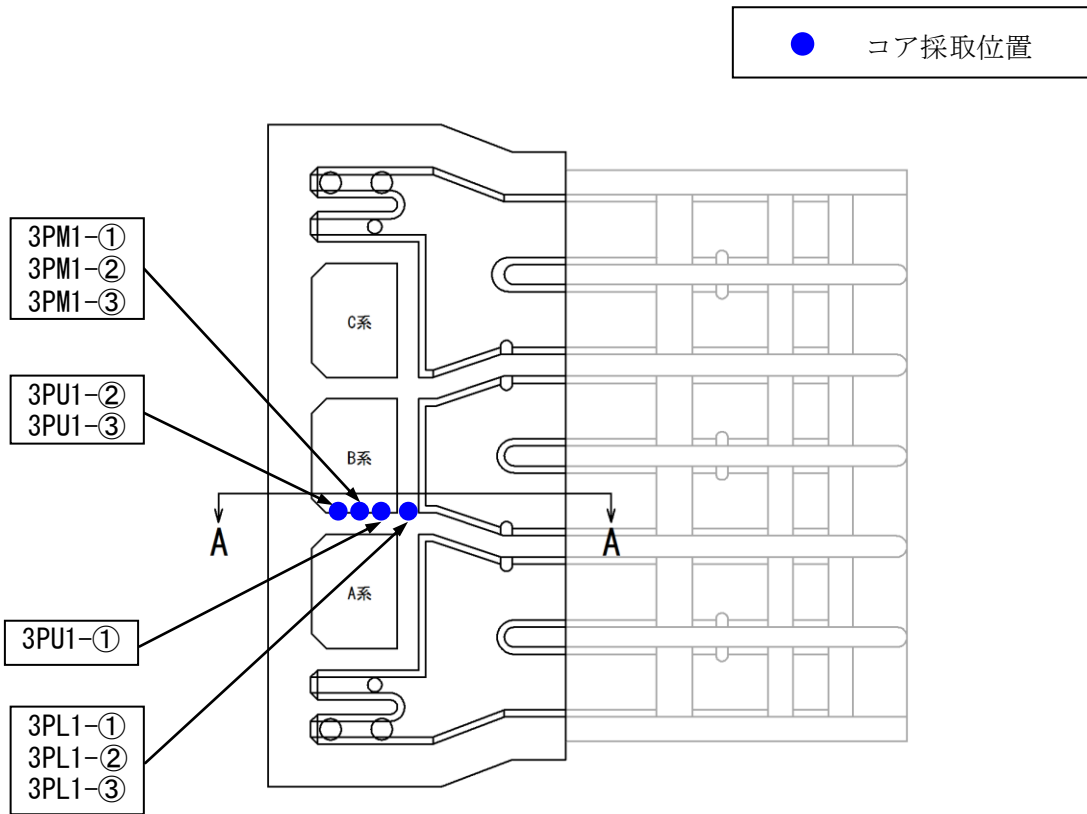 コア採取位置
3PM1-①
3PM1-②
3PM1-③
C系
3PU1-②
3PU1-③
B系
A
A
A系
3PU1-①
3PL1-①
3PL1-②
3PL1-③